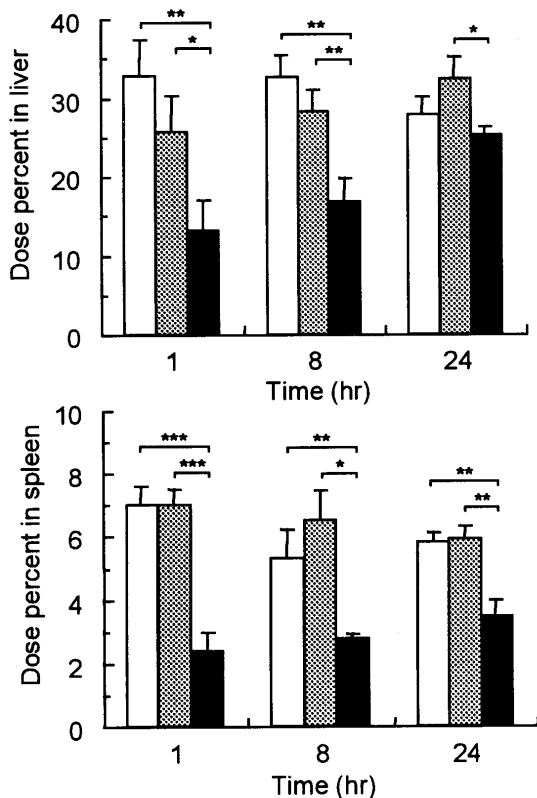 Dose percent in liver
40
30
20
10
0
** ** *
* **
1 8 24
Time (hr)
Dose percent in spleen
10
8
6
4
2
0
*** ** **
*** * **
1 8 24
Time (hr)